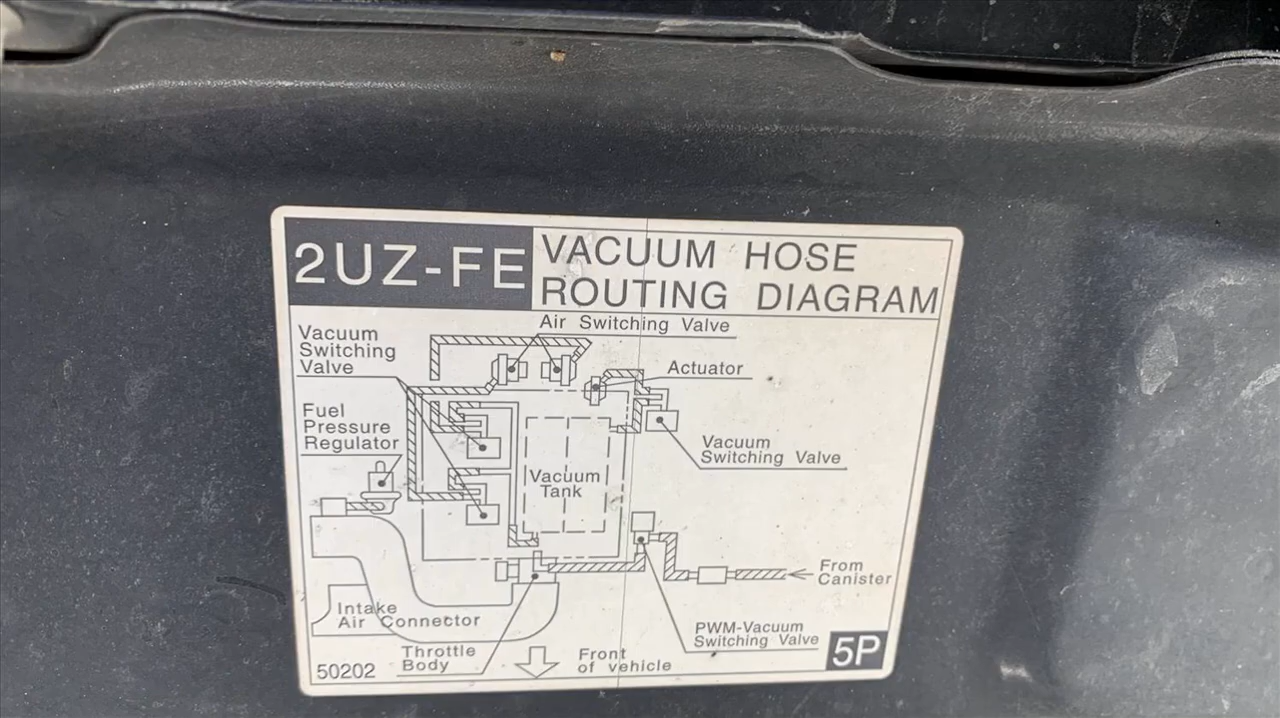 2UZ-FE
VACUUM HOSE
ROUTING DIAGRAM
Air Switching Valve
Vacuum
Switching
Valve
Actuator
Fuel
Pressure
Regulator
Vacuum
Switching Valve
Vacuum
Tank
From
Canister
Intake
Air Connector
PWM-Vacuum
Switching Valve
Throttle
Body
Front
of vehicle
50202
5P